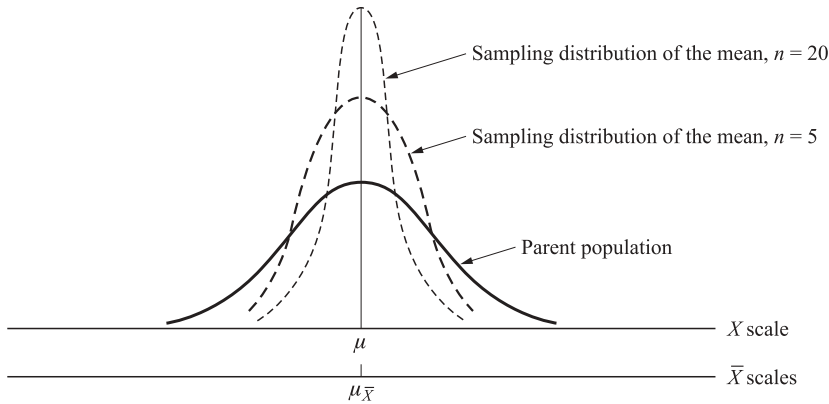 Sampling distribution of the mean, n = 20
Sampling distribution of the mean, n = 5
Parent population
X scale
μ
X̅ scales
μX̅